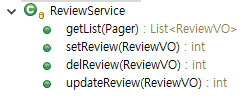 ReviewService
getList(Pager) : List<ReviewVO>
setReview(ReviewVO) : int
delReview(ReviewVO) : int
updateReview(ReviewVO) : int